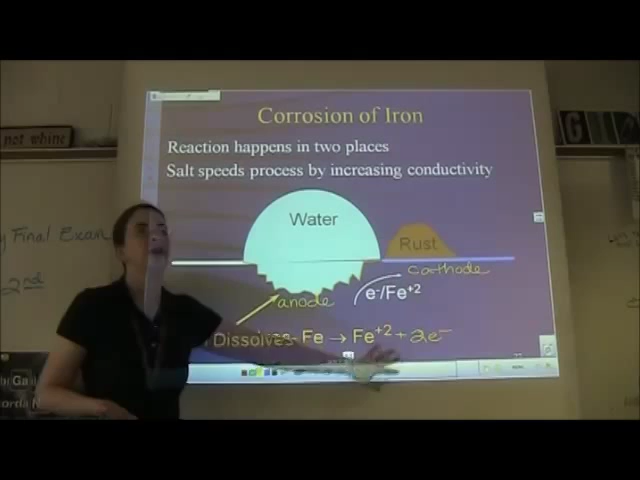 Corrosion of Iron
not whine
Reaction happens in two places
Salt speeds process by increasing conductivity
Water
Final Exam
Rust
cathode
2nd
anode
e-/Fe+2
Dissolves- Fe → Fe+2 + 2e-